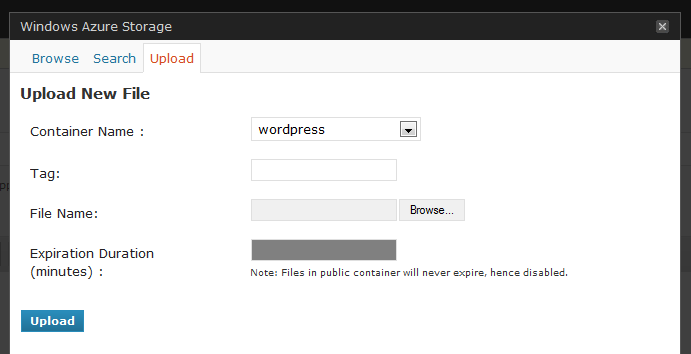 Windows Azure Storage
Browse Search Upload
Upload New File
Container Name : wordpress
Tag:
File Name: Browse...
Expiration Duration
(minutes) :
Note: Files in public container will never expire, hence disabled.
Upload